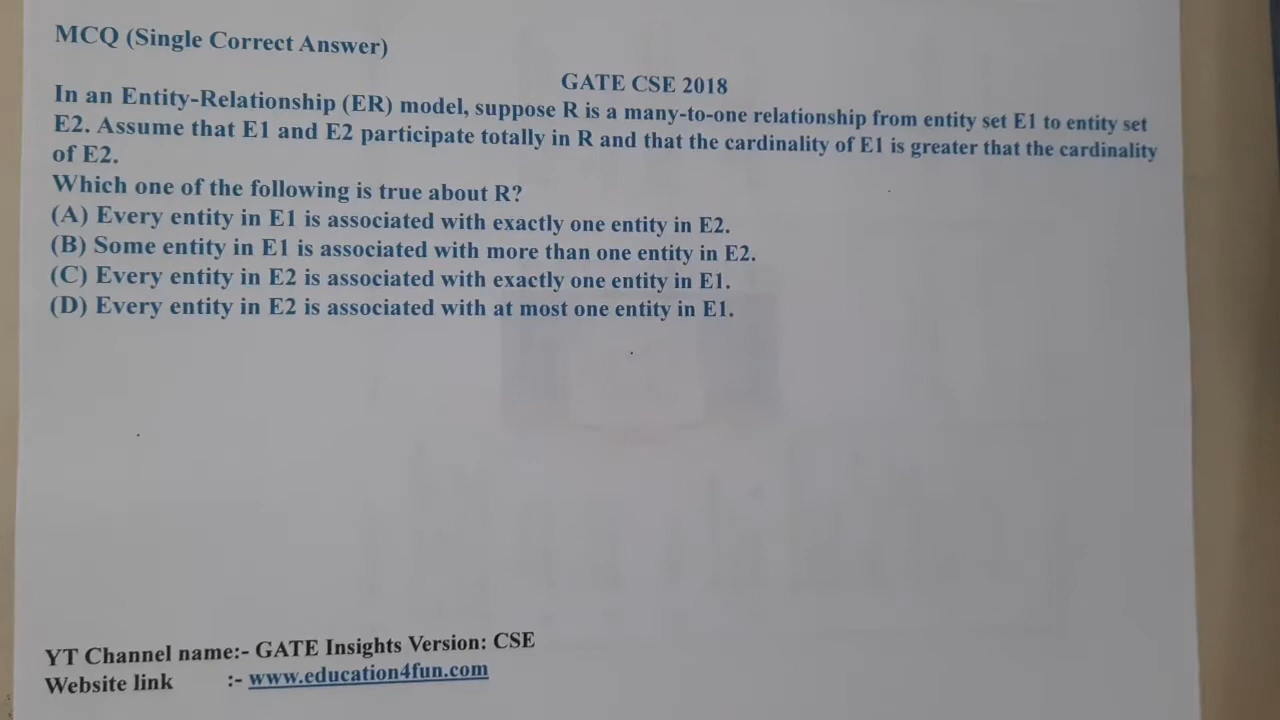 MCQ (Single Correct Answer)
GATE CSE 2018
In an Entity-Relationship (ER) model, suppose R is a many-to-one relationship from entity set E1 to entity set
E2. Assume that E1 and E2 participate totally in R and that the cardinality of E1 is greater that the cardinality
of E2.
Which one of the following is true about R?
(A) Every entity in E1 is associated with exactly one entity in E2.
(B) Some entity in E1 is associated with more than one entity in E2.
(C) Every entity in E2 is associated with exactly one entity in E1.
(D) Every entity in E2 is associated with at most one entity in E1.
YT Channel name:- GATE Insights Version: CSE
Website link :- www.education4fun.com